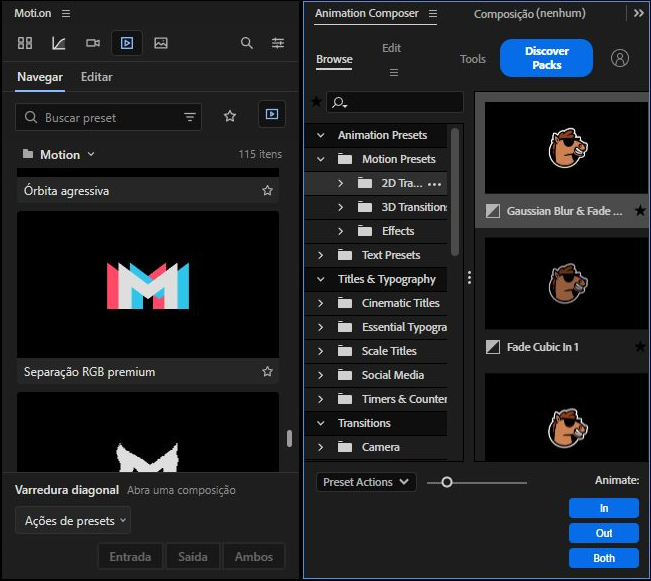 Moti.on
Navegar
Editar
Buscar preset
Motion
115 itens
Órbita agressiva
Separação RGB premium
Varredura diagonal
Abra uma composição
Ações de presets
Entrada
Saída
Ambos
Animation Composer
Composição (nenhum)
Browse
Edit
Tools
Discover
Packs
Animation Presets
Motion Presets
2D Tra...
3D Transitions
Effects
Text Presets
Titles & Typography
Cinematic Titles
Essential Typogra
Scale Titles
Social Media
Timers & Counter
Transitions
Camera
Gaussian Blur & Fade ...
Fade Cubic In 1
Preset Actions
Animate:
In
Out
Both